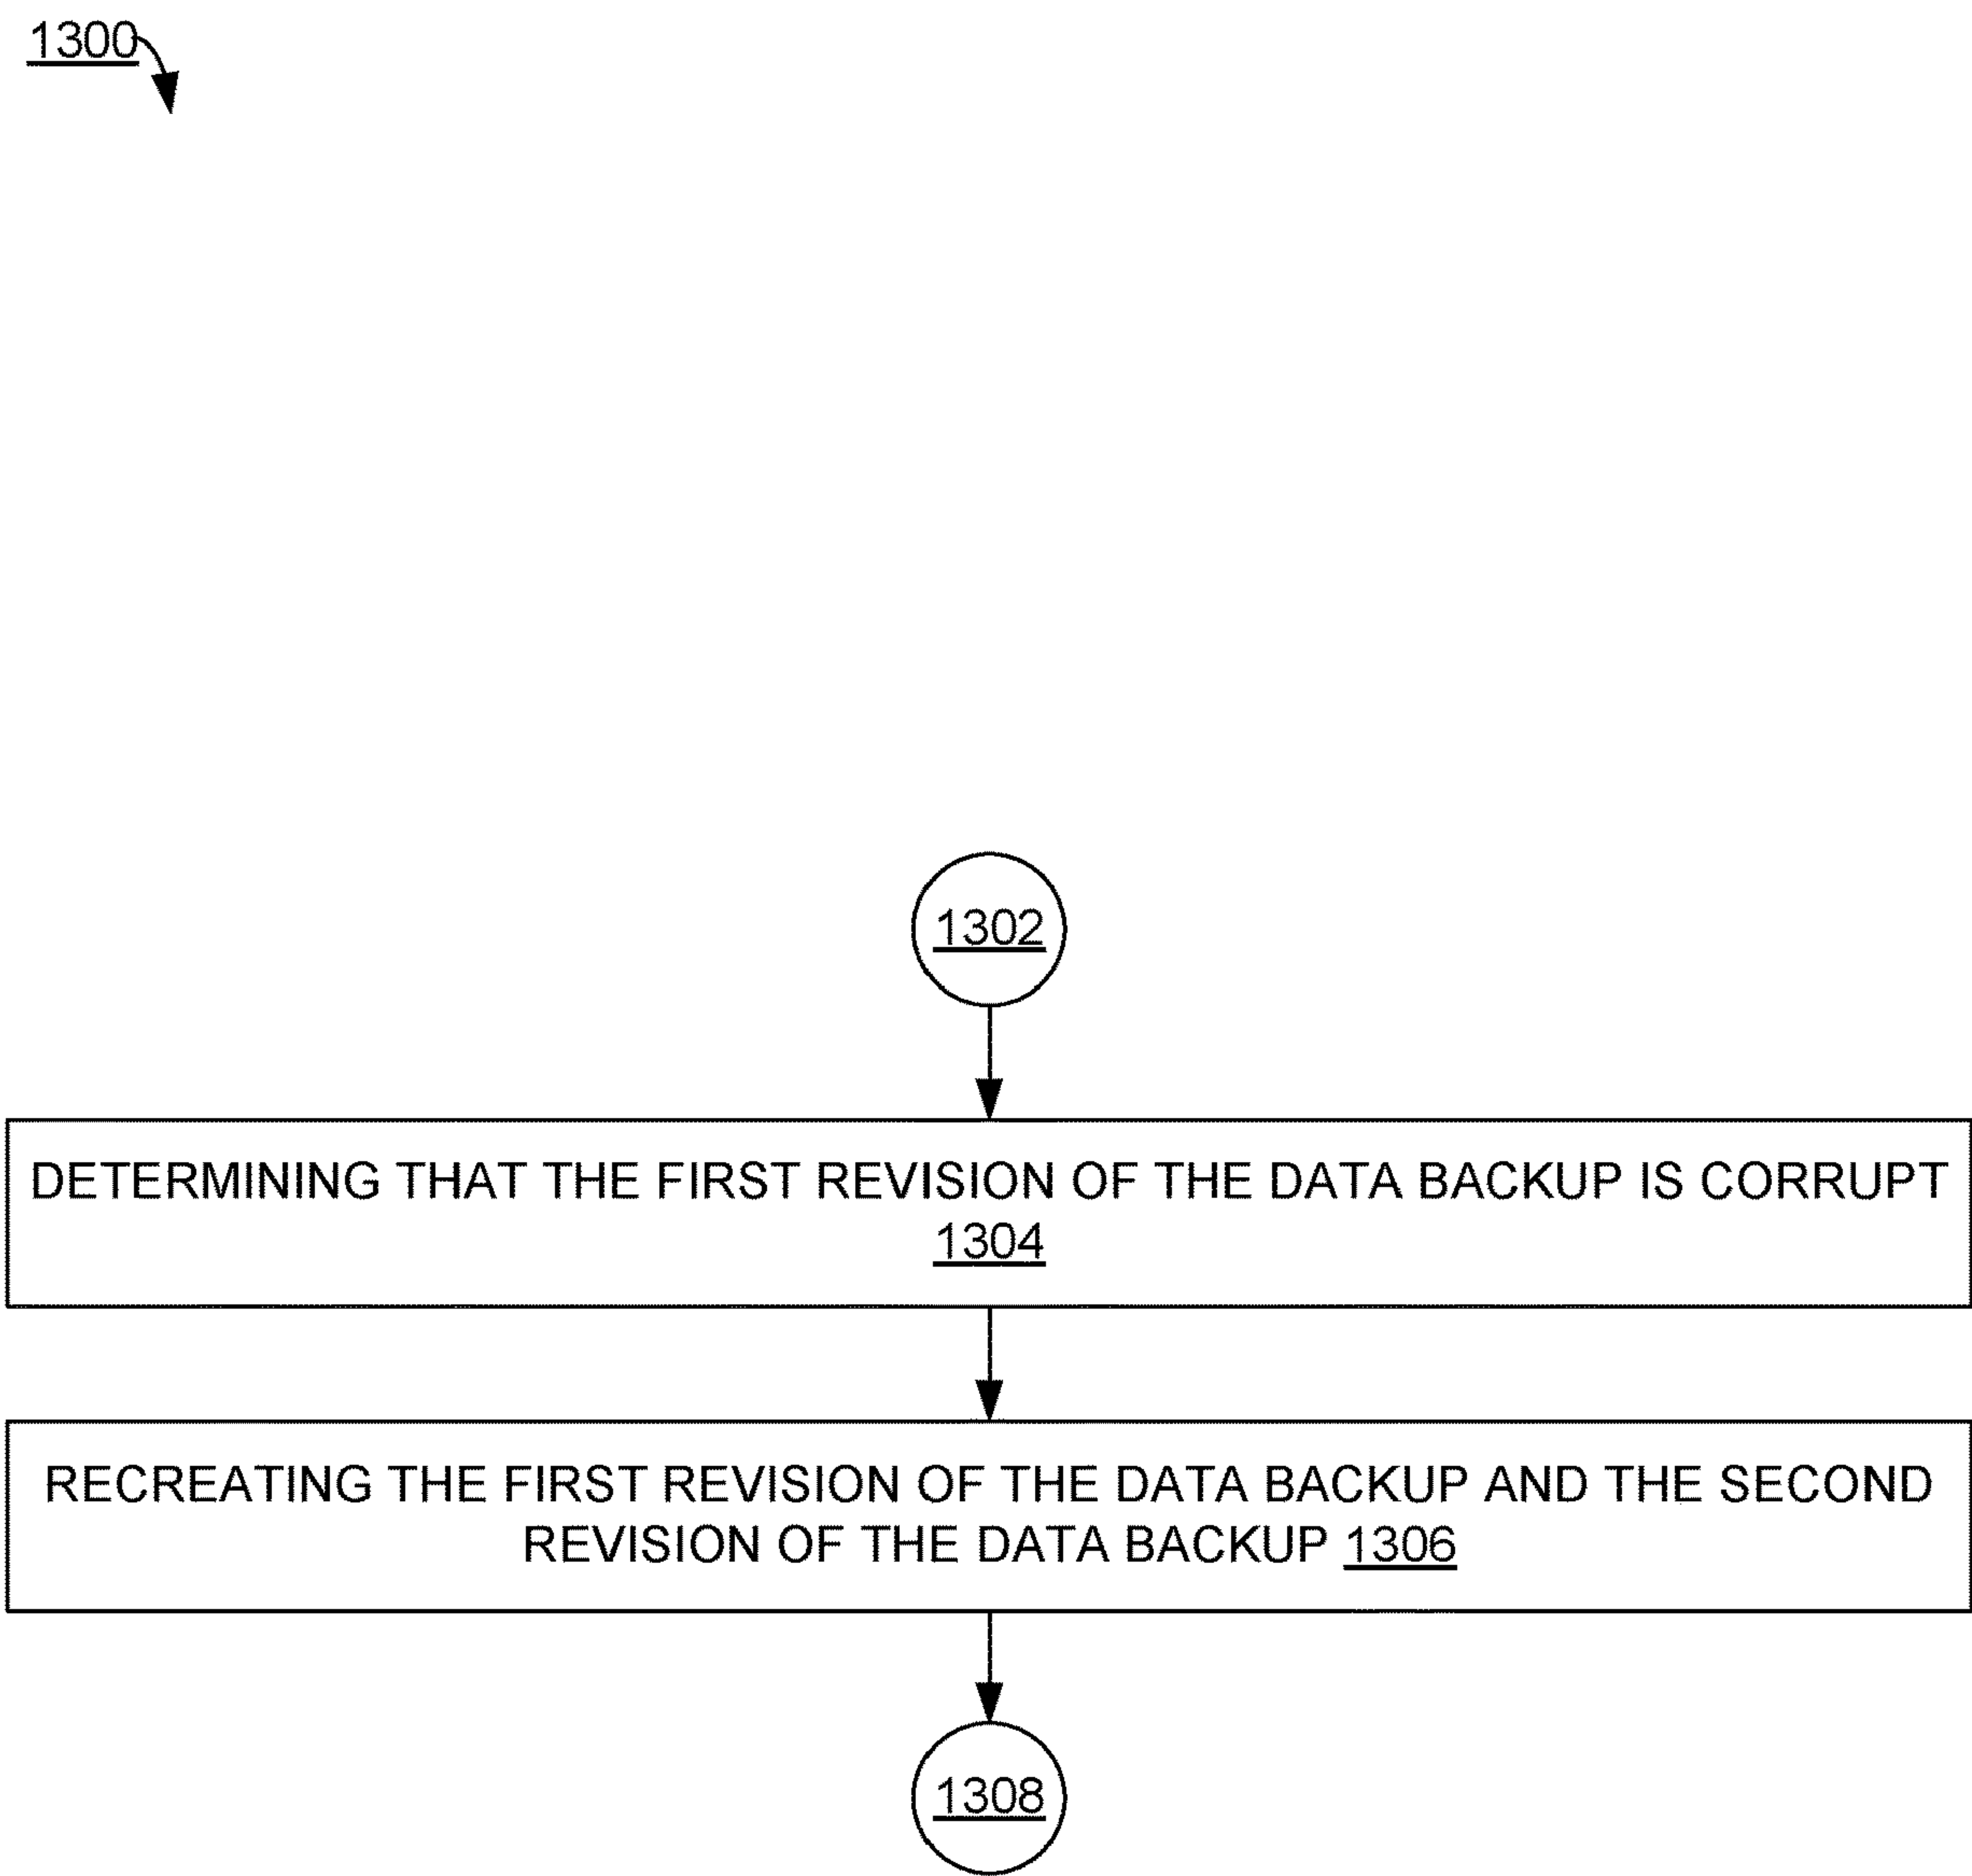 1300
1302
DETERMINING THAT THE FIRST REVISION OF THE DATA BACKUP IS CORRUPT
1304
RECREATING THE FIRST REVISION OF THE DATA BACKUP AND THE SECOND
REVISION OF THE DATA BACKUP 1306
1308